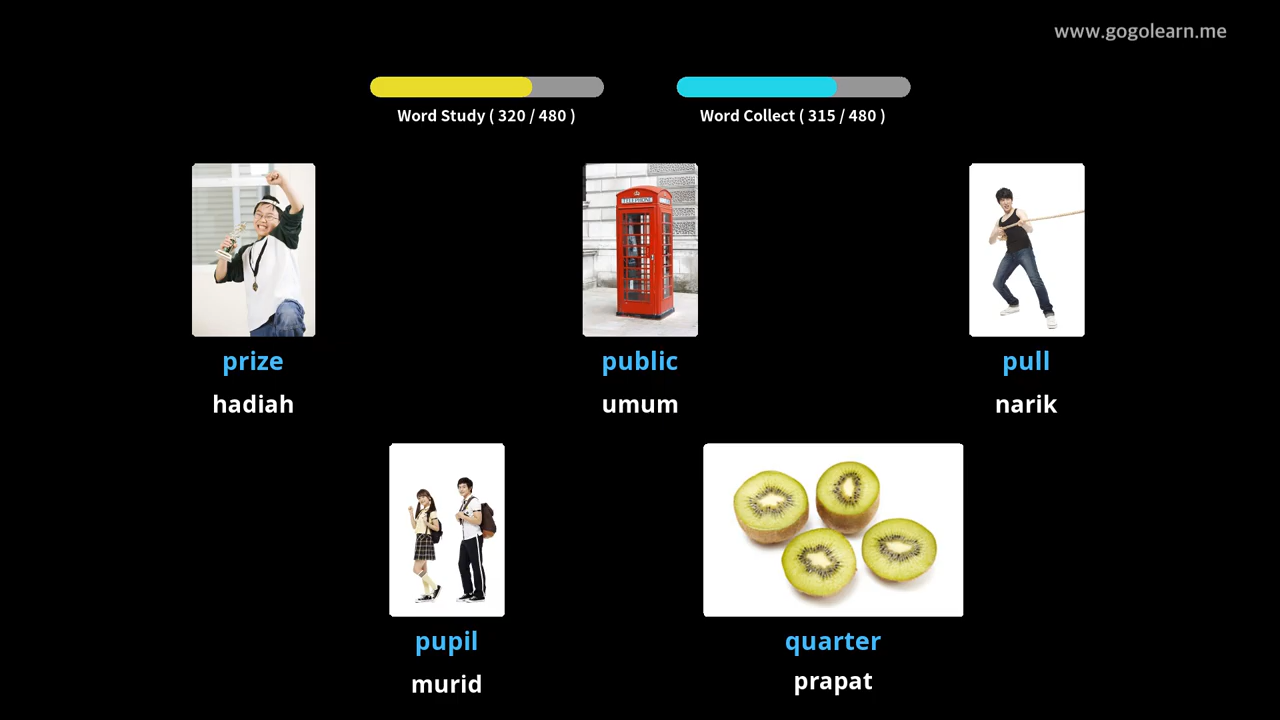 www.gogolearn.me
Word Study ( 320 / 480 )
Word Collect ( 315 / 480 )
TELEPHONE
prize
public
pull
hadiah
umum
narik
pupil
quarter
murid
prapat